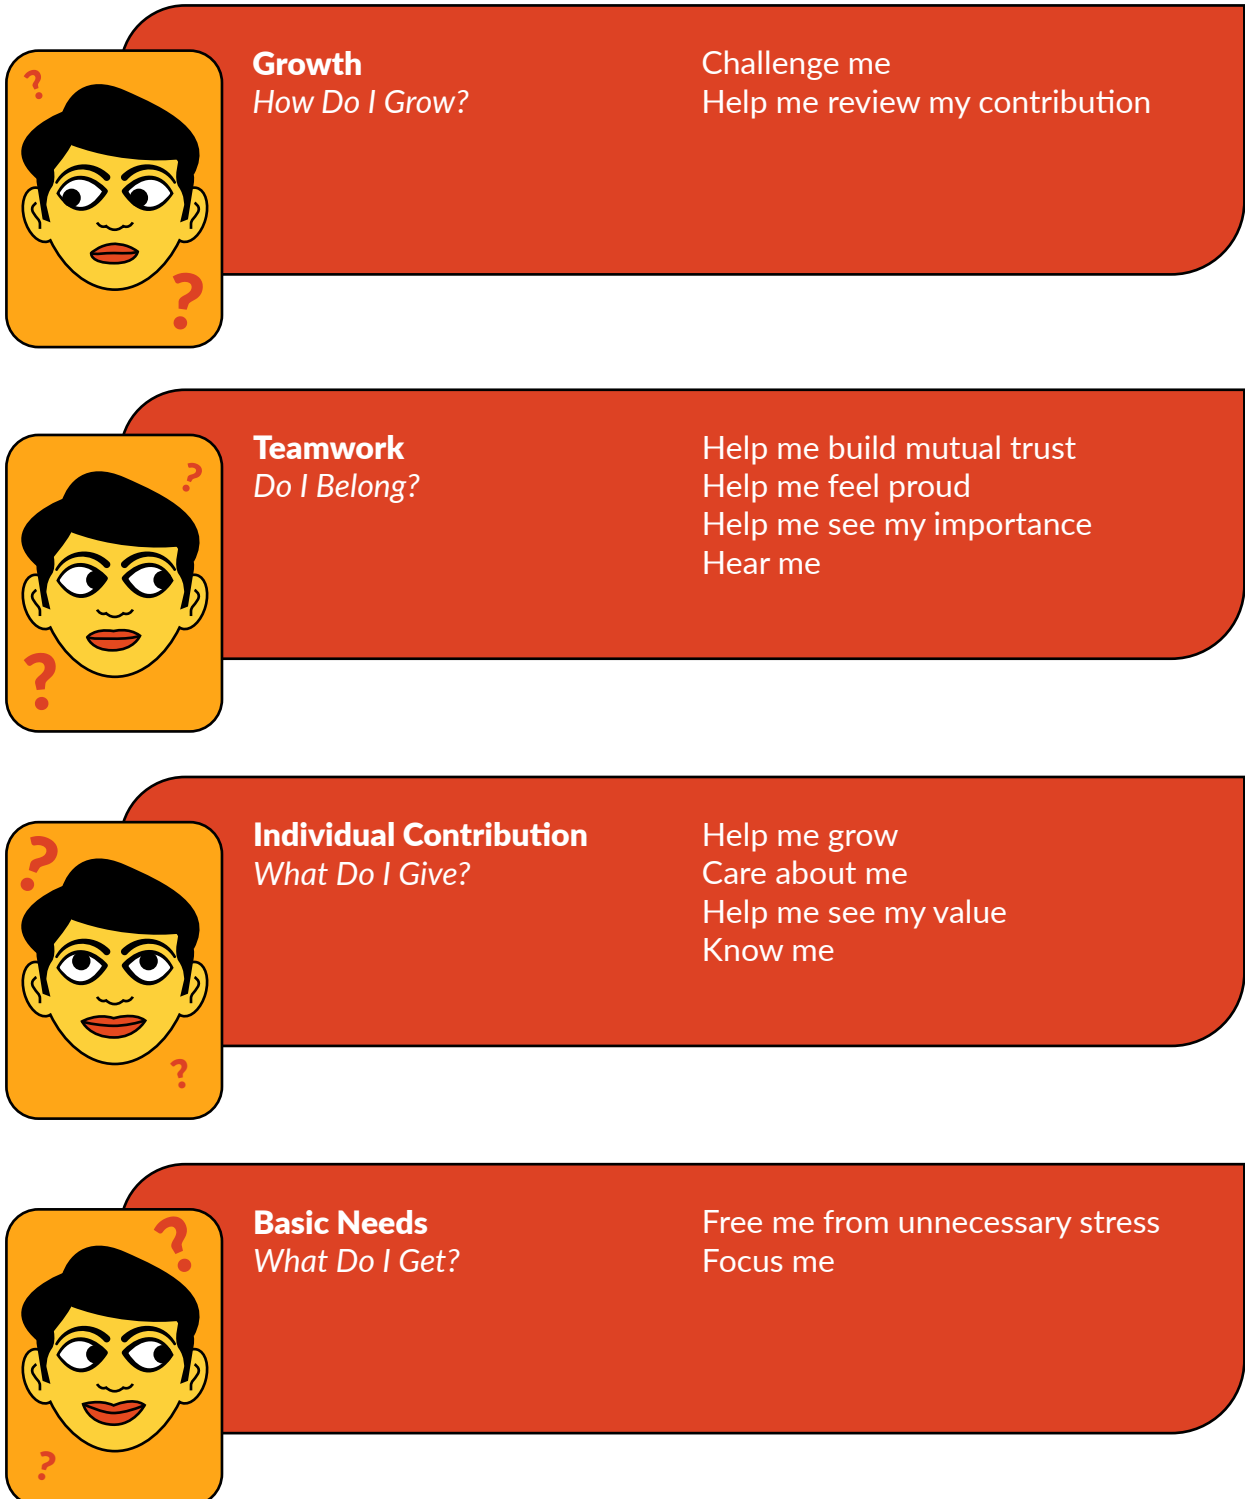 ?
?
Growth
How Do I Grow?
Challenge me
Help me review my contribution
?
?
Teamwork
Do I Belong?
Help me build mutual trust
Help me feel proud
Help me see my importance
Hear me
?
?
Individual Contribution
What Do I Give?
Help me grow
Care about me
Help me see my value
Know me
?
?
Basic Needs
What Do I Get?
Free me from unnecessary stress
Focus me